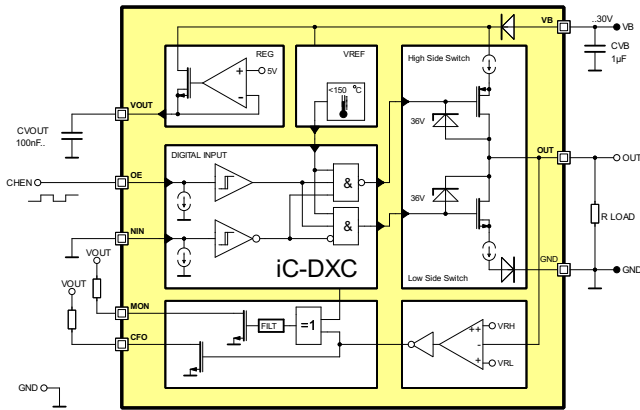 VB
..30V
VB
CVB
1µF
REG
VREF
High Side Switch
5V
+
-
<150 °C
VOUT
CVOUT
100nF..
36V
DIGITAL INPUT
OE
CHEN
&
OUT
OUT
36V
&
R LOAD
NIN
VOUT
iC-DXC
GND
GND
Low Side Switch
VOUT
MON
FILT
=1
VRH
++
-
+
VRL
CFO
GND